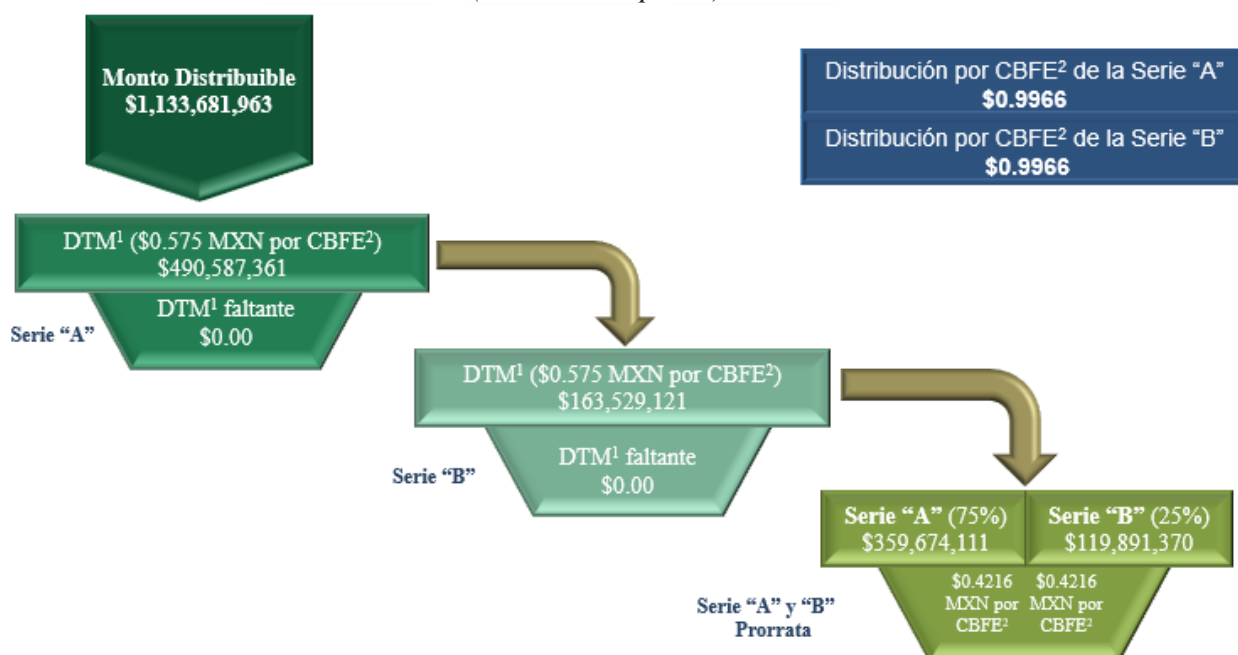 Monto Distribuible
$1,133,681,963
Distribución por CBFE² de la Serie “A”
$0.9966
Distribución por CBFE² de la Serie “B”
$0.9966
DTM¹ ($0.575 MXN por CBFE²)
$490,587,361
DTM¹ faltante
$0.00
Serie “A”
DTM¹ ($0.575 MXN por CBFE²)
$163,529,121
DTM¹ faltante
$0.00
Serie “B”
Serie “A” (75%)
$359,674,111
Serie “B” (25%)
$119,891,370
$0.4216
MXN por
CBFE²
$0.4216
MXN por
CBFE²
Serie “A” y “B”
Prorrata